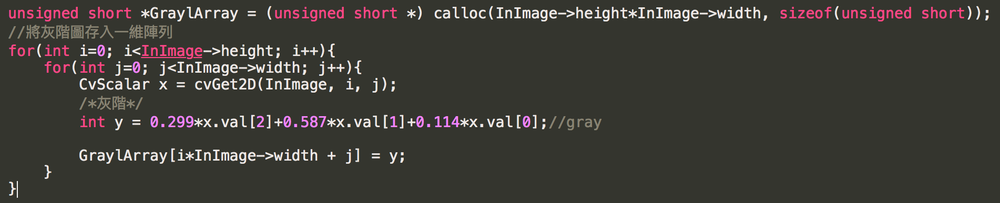 unsigned short *GraylArray = (unsigned short *) calloc(InImage->height*InImage->width, sizeof(unsigned short));
//將灰階圖存入一維陣列
for(int i=0; i<InImage->height; i++){
    for(int j=0; j<InImage->width; j++){
        CvScalar x = cvGet2D(InImage, i, j);
        /*灰階*/
        int y = 0.299*x.val[2]+0.587*x.val[1]+0.114*x.val[0];//gray
        GraylArray[i*InImage->width + j] = y;
    }
}